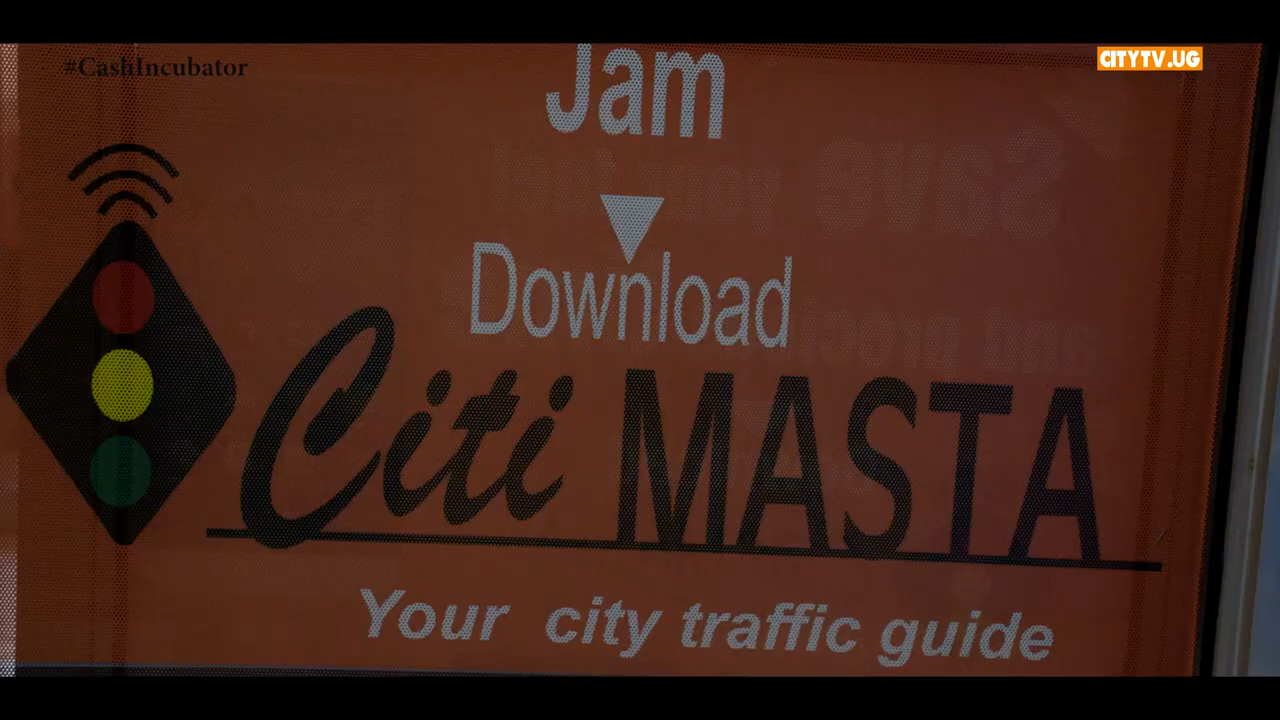 #CashIncubator
CITYTV.UG
Jam
Download
Citi MASTA
Your city traffic guide